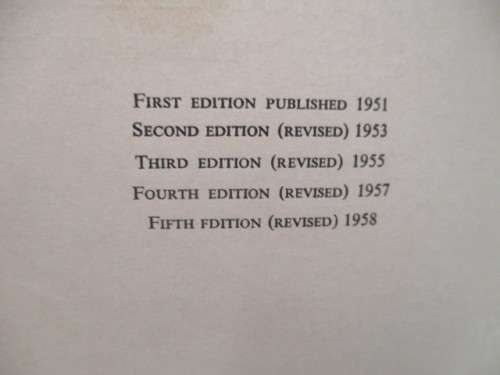 First edition published 1951
Second edition (revised) 1953
Third edition (revised) 1955
Fourth edition (revised) 1957
Fifth fdition (revised) 1958